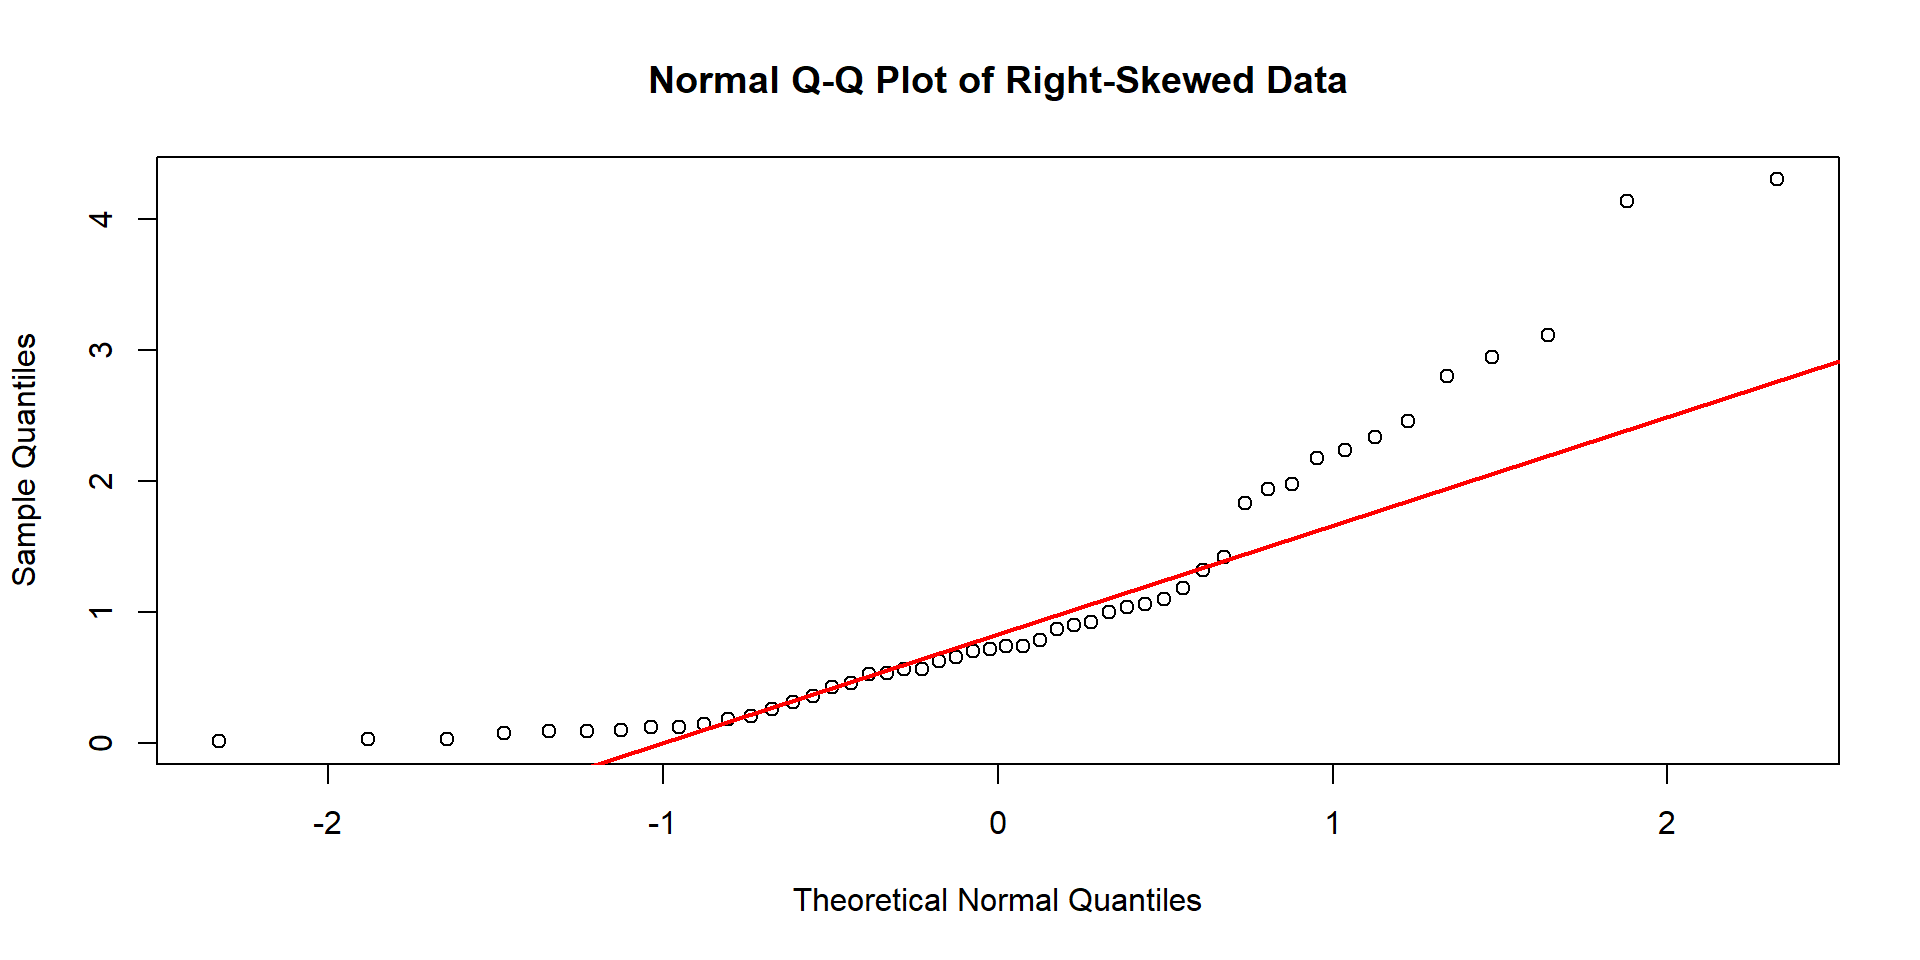 Normal Q-Q Plot of Right-Skewed Data
Sample Quantiles
4
3
2
1
0
-2 -1 0 1 2
Theoretical Normal Quantiles